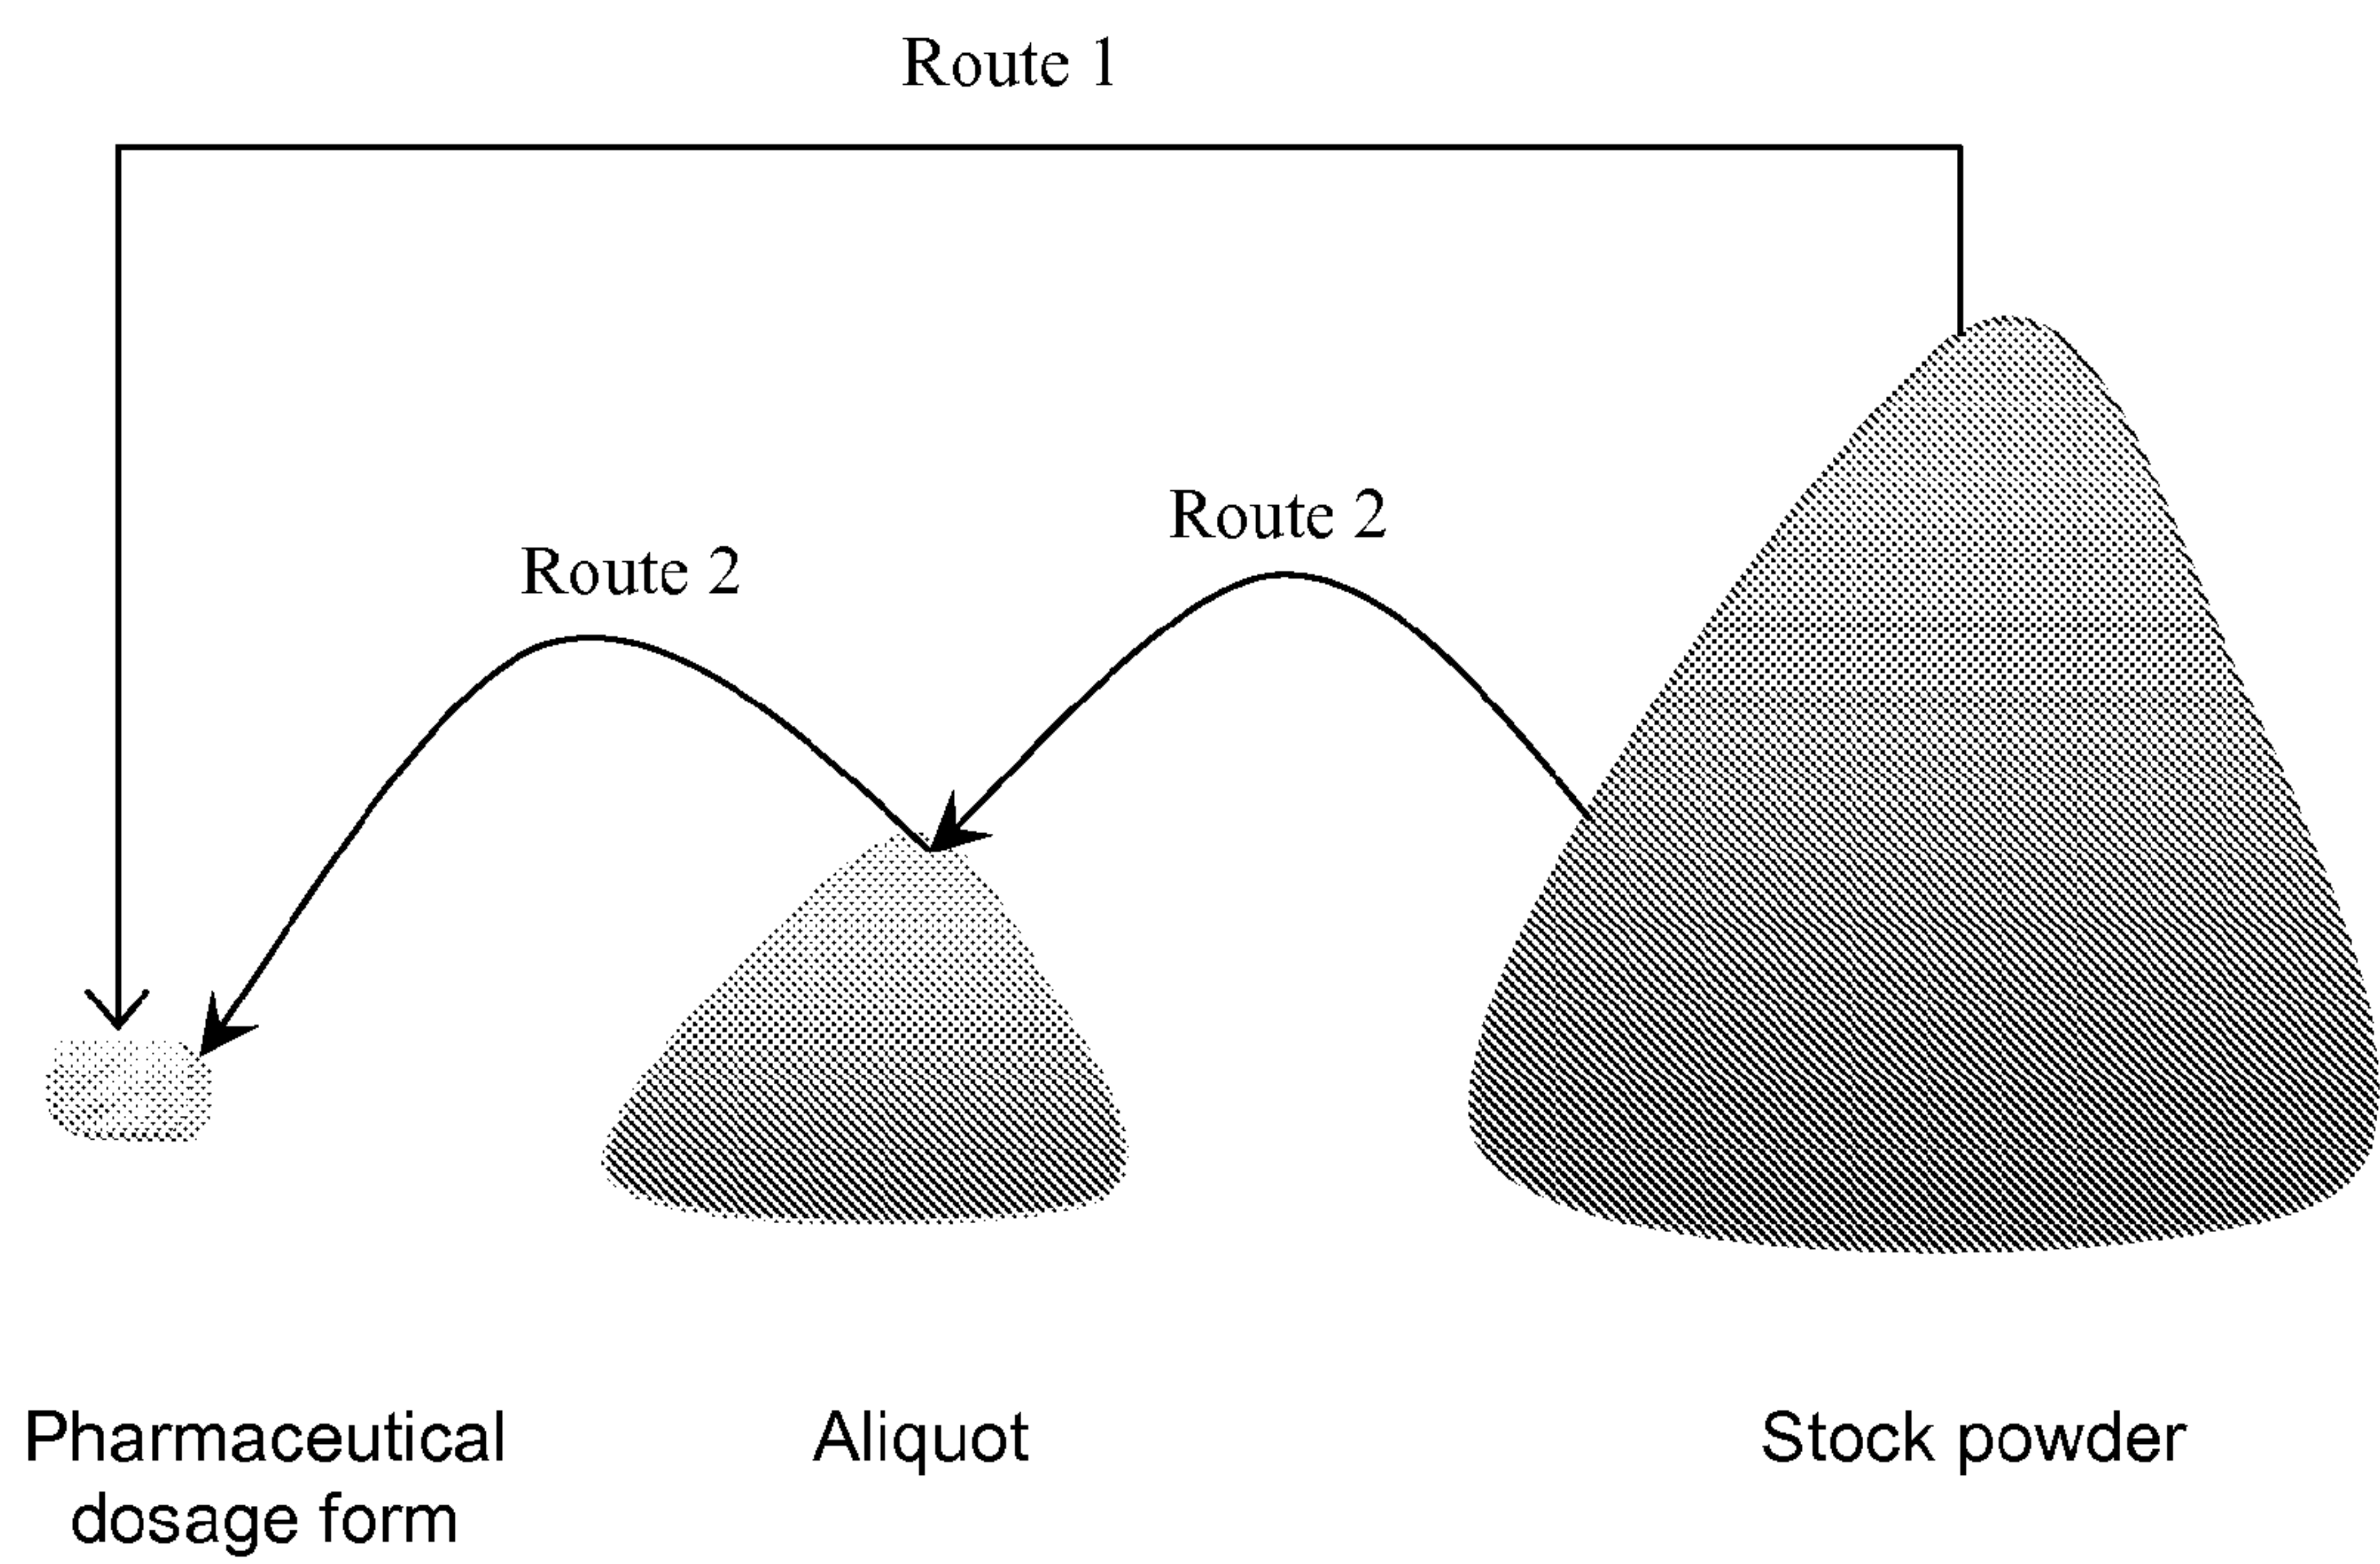 Route 1
Route 2
Route 2
Pharmaceutical
dosage form
Aliquot
Stock powder